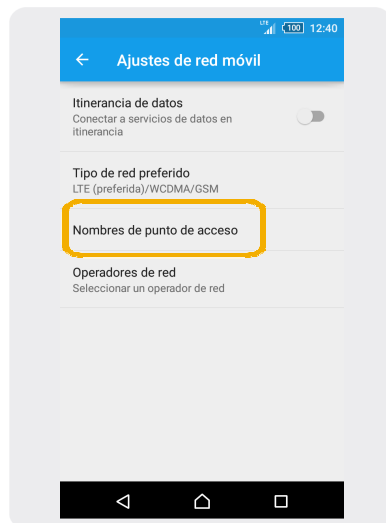 LTE 100 12:40
Ajustes de red móvil
Itinerancia de datos
Conectar a servicios de datos en
itinerancia
Tipo de red preferido
LTE (preferida)/WCDMA/GSM
Nombres de punto de acceso
Operadores de red
Seleccionar un operador de red